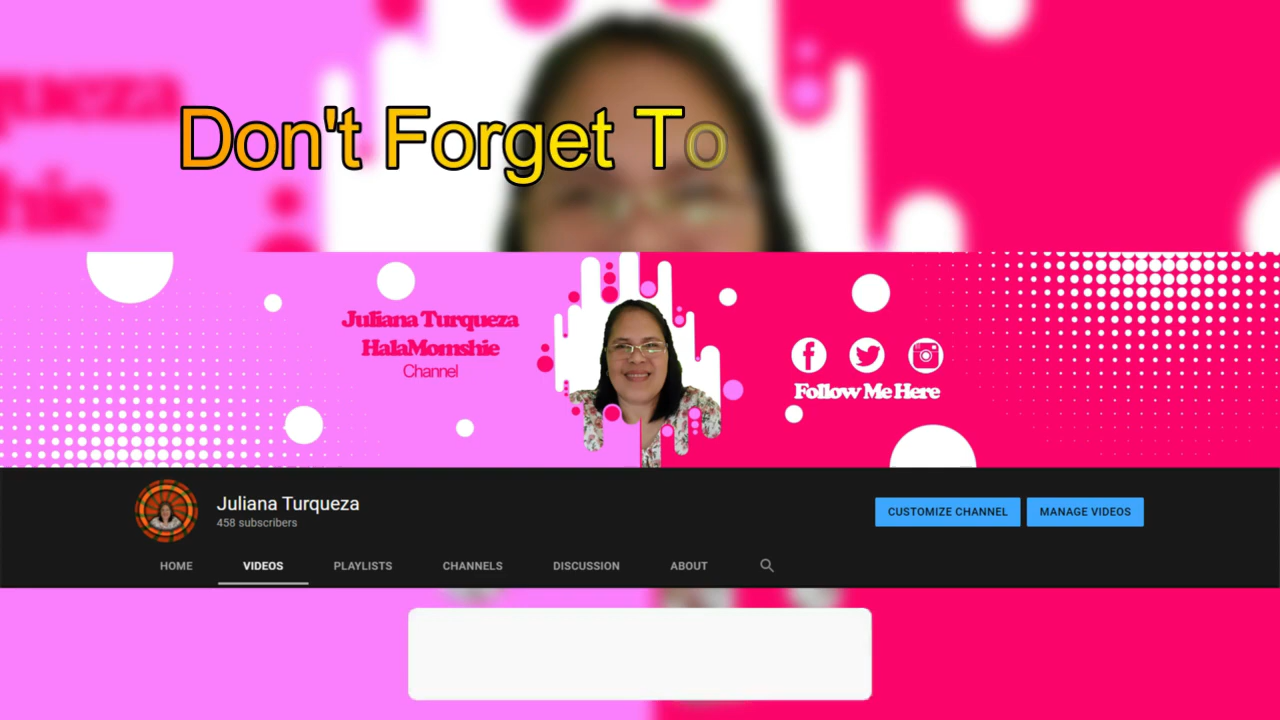 Don't Forget To
Juliana Turqueza
HalaMomshie
Channel
Follow Me Here
Juliana Turqueza
458 subscribers
CUSTOMIZE CHANNEL
MANAGE VIDEOS
HOME
VIDEOS
PLAYLISTS
CHANNELS
DISCUSSION
ABOUT